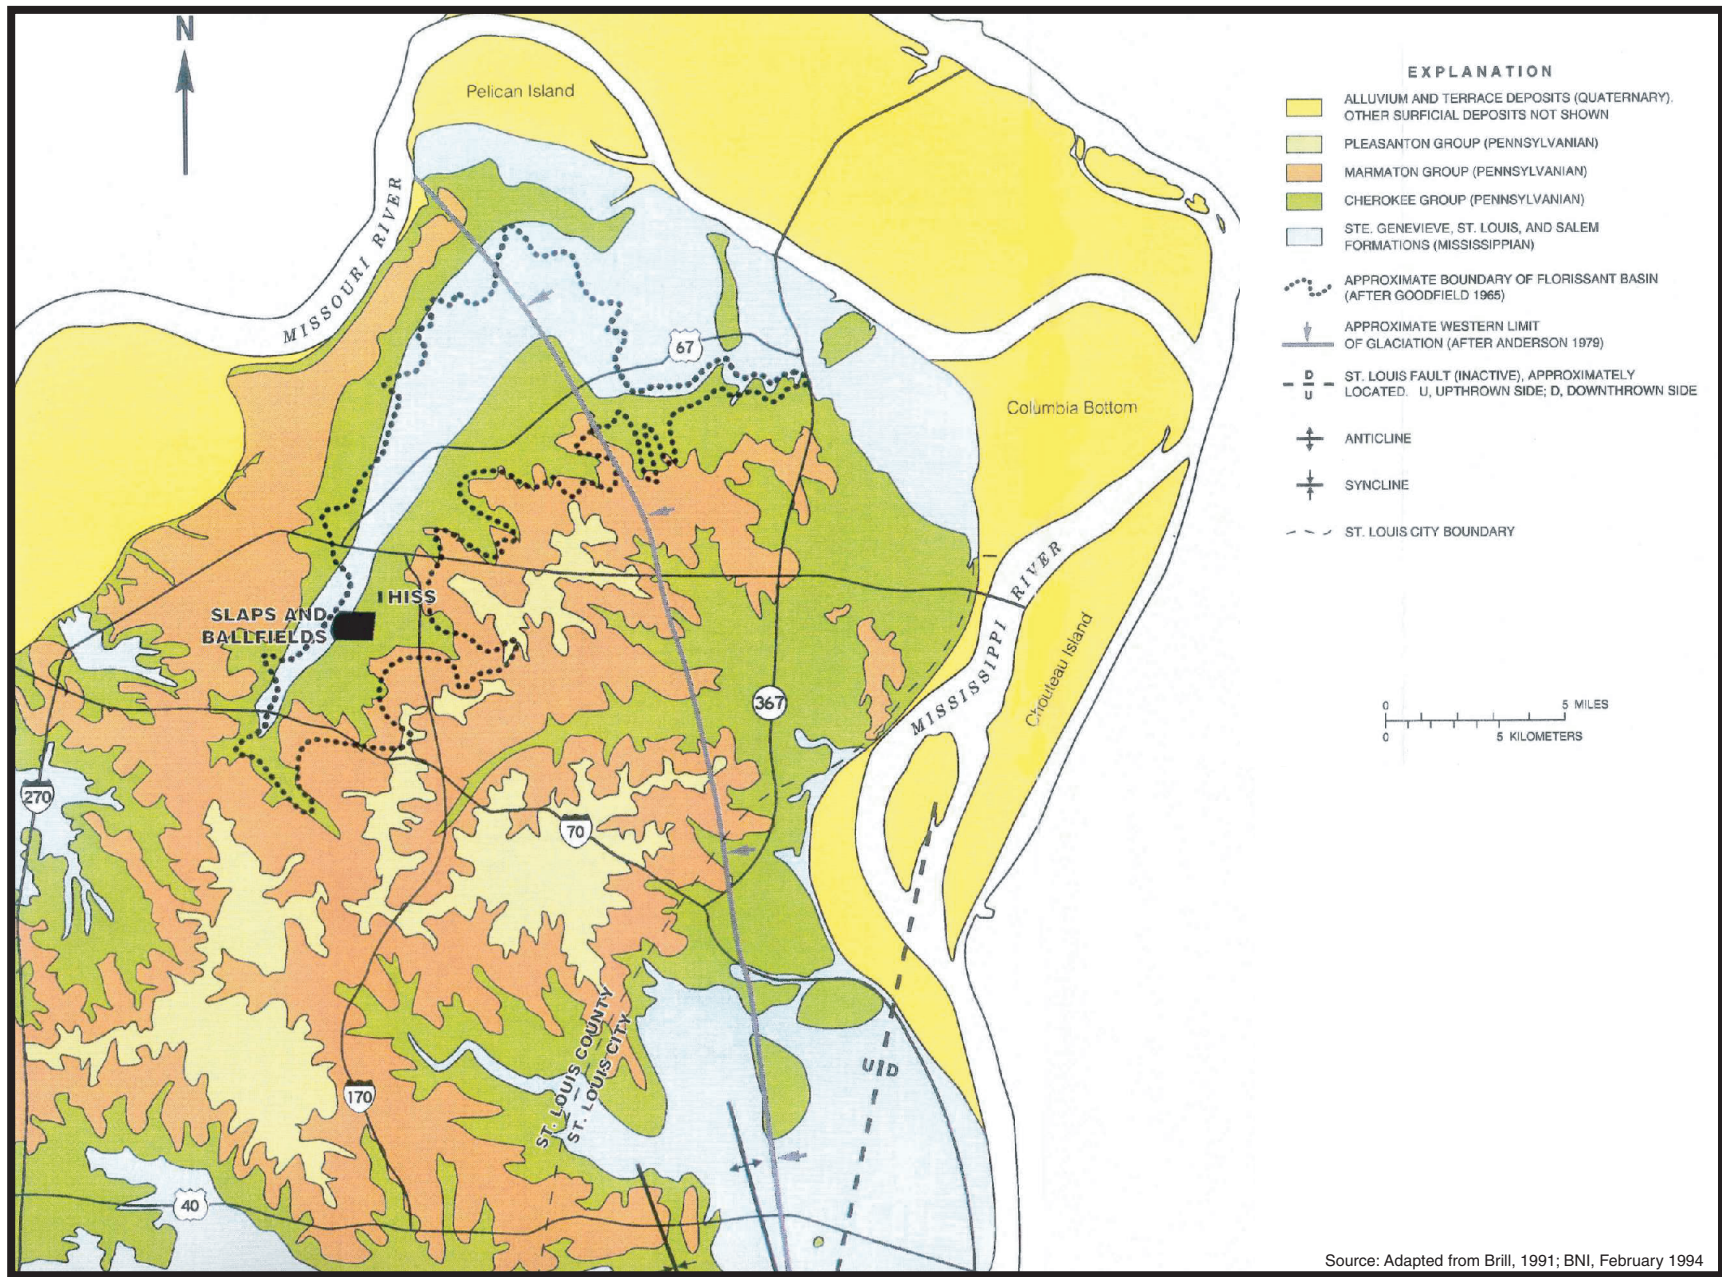 N
Pelican Island
MISSOURI RIVER
67
Columbia Bottom
SLAPS AND
BALLFIELDS
HISS
MISSISSIPPI RIVER
Chouteau Island
367
270
70
ST. LOUIS COUNTY
ST. LOUIS CITY
U D
170
40
EXPLANATION
ALLUVIUM AND TERRACE DEPOSITS (QUATERNARY).
OTHER SURFICIAL DEPOSITS NOT SHOWN
PLEASANTON GROUP (PENNSYLVANIAN)
MARMATON GROUP (PENNSYLVANIAN)
CHEROKEE GROUP (PENNSYLVANIAN)
STE. GENEVIEVE, ST. LOUIS, AND SALEM
FORMATIONS (MISSISSIPPIAN)
APPROXIMATE BOUNDARY OF FLORISSANT BASIN
(AFTER GOODFIELD 1965)
APPROXIMATE WESTERN LIMIT
OF GLACIATION (AFTER ANDERSON 1979)
D
U
ST. LOUIS FAULT (INACTIVE), APPROXIMATELY
LOCATED. U, UPTHROWN SIDE; D, DOWNTHROWN SIDE
ANTICLINE
SYNCLINE
ST. LOUIS CITY BOUNDARY
0 5 MILES
0 5 KILOMETERS
Source: Adapted from Brill, 1991; BNI, February 1994